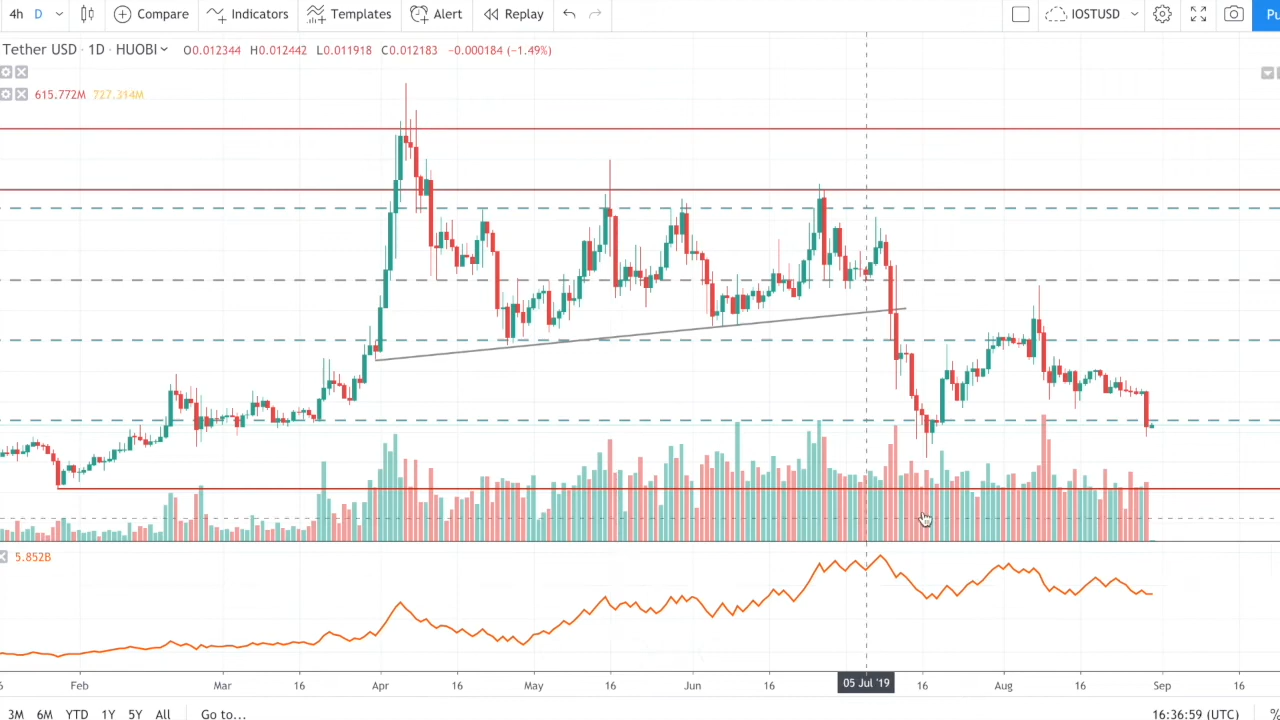 4h D Compare Indicators Templates Alert Replay IOSTUSD Pu
Tether USD · 1D · HUOBI O0.012344 H0.012442 L0.011918 C0.012183 −0.000184 (−1.49%)
615.772M 727.314M
5.852B
6 Feb Mar 16 Apr 16 May 16 Jun 16 05 Jul '19 16 Aug 16 Sep 16
3M 6M YTD 1Y 5Y All Go to... 16:36:59 (UTC) %